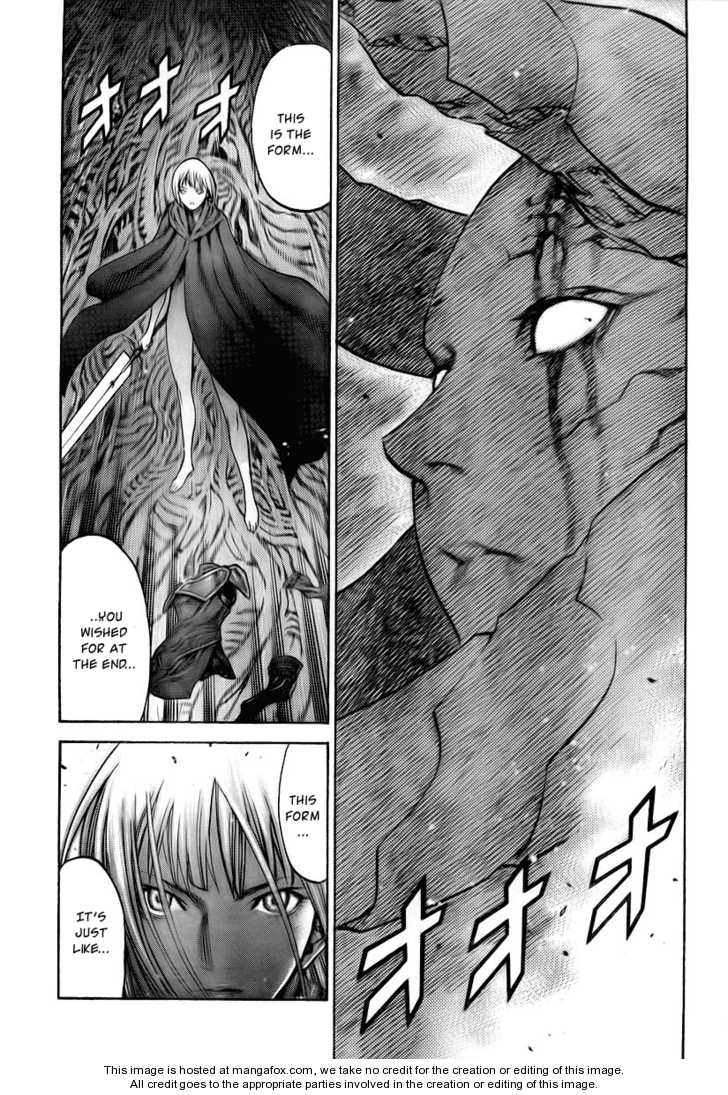 オオオ
THIS
IS THE
FORM...
オオオ
..YOU
WISHED
FOR AT
THE END...
THIS
FORM
...
IT'S
JUST
LIKE...
This image is hosted at mangafox.com, we take no credit for the creation or editing of this image.
All credit goes to the appropriate parties involved in the creation or editing of this image.